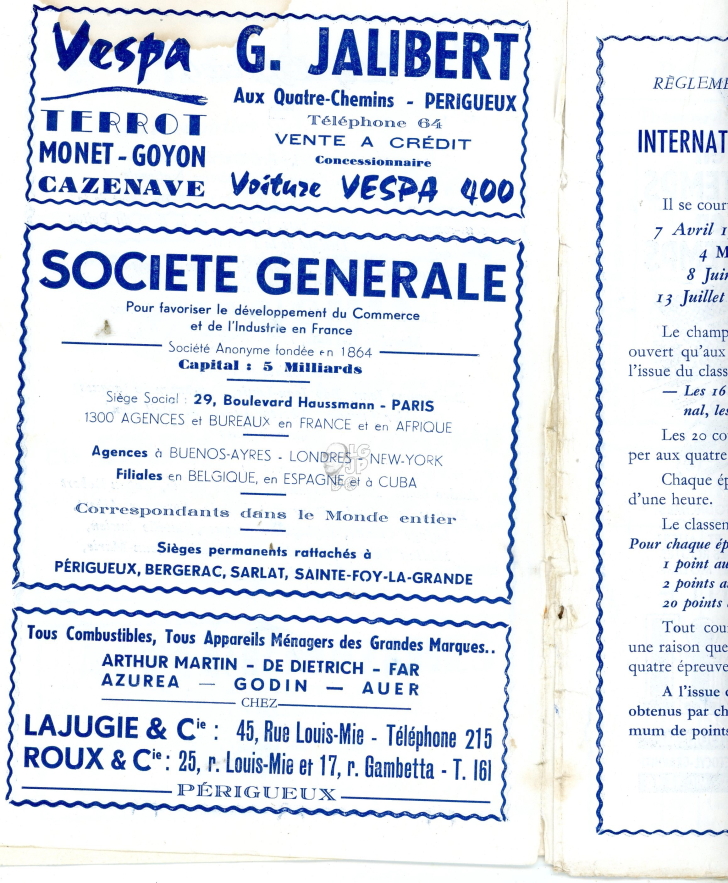 Vespa
G. JALIBERT
TERROT
MONET - GOYON
CAZENAVE
Aux Quatre-Chemins - PERIGUEUX
Téléphone 64
VENTE A CRÉDIT
Concessionnaire
Voiture VESPA 400
SOCIETE GENERALE
Pour favoriser le développement du Commerce
et de l'Industrie en France
Société Anonyme fondée en 1864
Capital : 5 Milliards
Siège Social : 29, Boulevard Haussmann - PARIS
1300 AGENCES et BUREAUX en FRANCE et en AFRIQUE
Agences à BUENOS-AYRES - LONDRES - NEW-YORK
Filiales en BELGIQUE, en ESPAGNE et à CUBA
Correspondants dans le Monde entier
Sièges permanents rattachés à
PÉRIGUEUX, BERGERAC, SARLAT, SAINTE-FOY-LA-GRANDE
Tous Combustibles, Tous Appareils Ménagers des Grandes Marques..
ARTHUR MARTIN - DE DIETRICH - FAR
AZUREA — GODIN — AUER
CHEZ
LAJUGIE & Cie : 45, Rue Louis-Mie - Téléphone 215
ROUX & Cie : 25, r. Louis-Mie et 17, r. Gambetta - T. 161
PÉRIGUEUX
RÈGLEME
INTERNAT
Il se cour
7 Avril 1
4 M
8 Juin
13 Juillet
Le champ
ouvert qu'aux
l'issue du class
— Les 16
nal, les
Les 20 co
per aux quatre
Chaque ép
d'une heure.
Le classem
Pour chaque ép
1 point au
2 points a
20 points
Tout cour
une raison que
quatre épreuve
A l'issue
obtenus par ch
mum de points